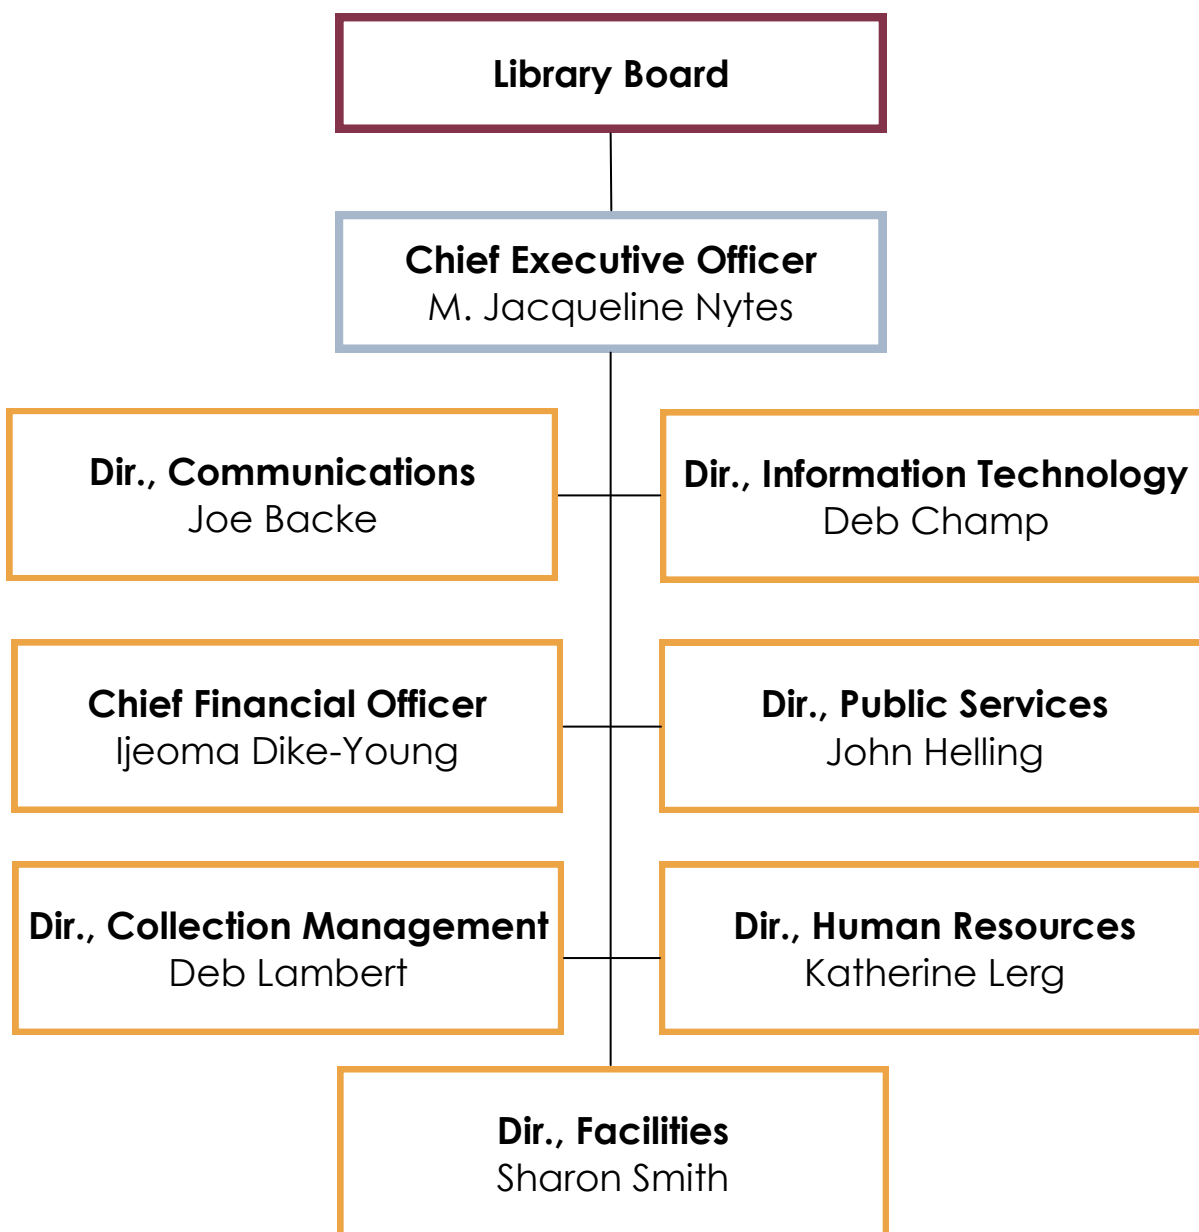 Library Board
Chief Executive Officer
M. Jacqueline Nytes
Dir., Communications
Joe Backe
Dir., Information Technology
Deb Champ
Chief Financial Officer
Ijeoma Dike-Young
Dir., Public Services
John Helling
Dir., Collection Management
Deb Lambert
Dir., Human Resources
Katherine Lerg
Dir., Facilities
Sharon Smith